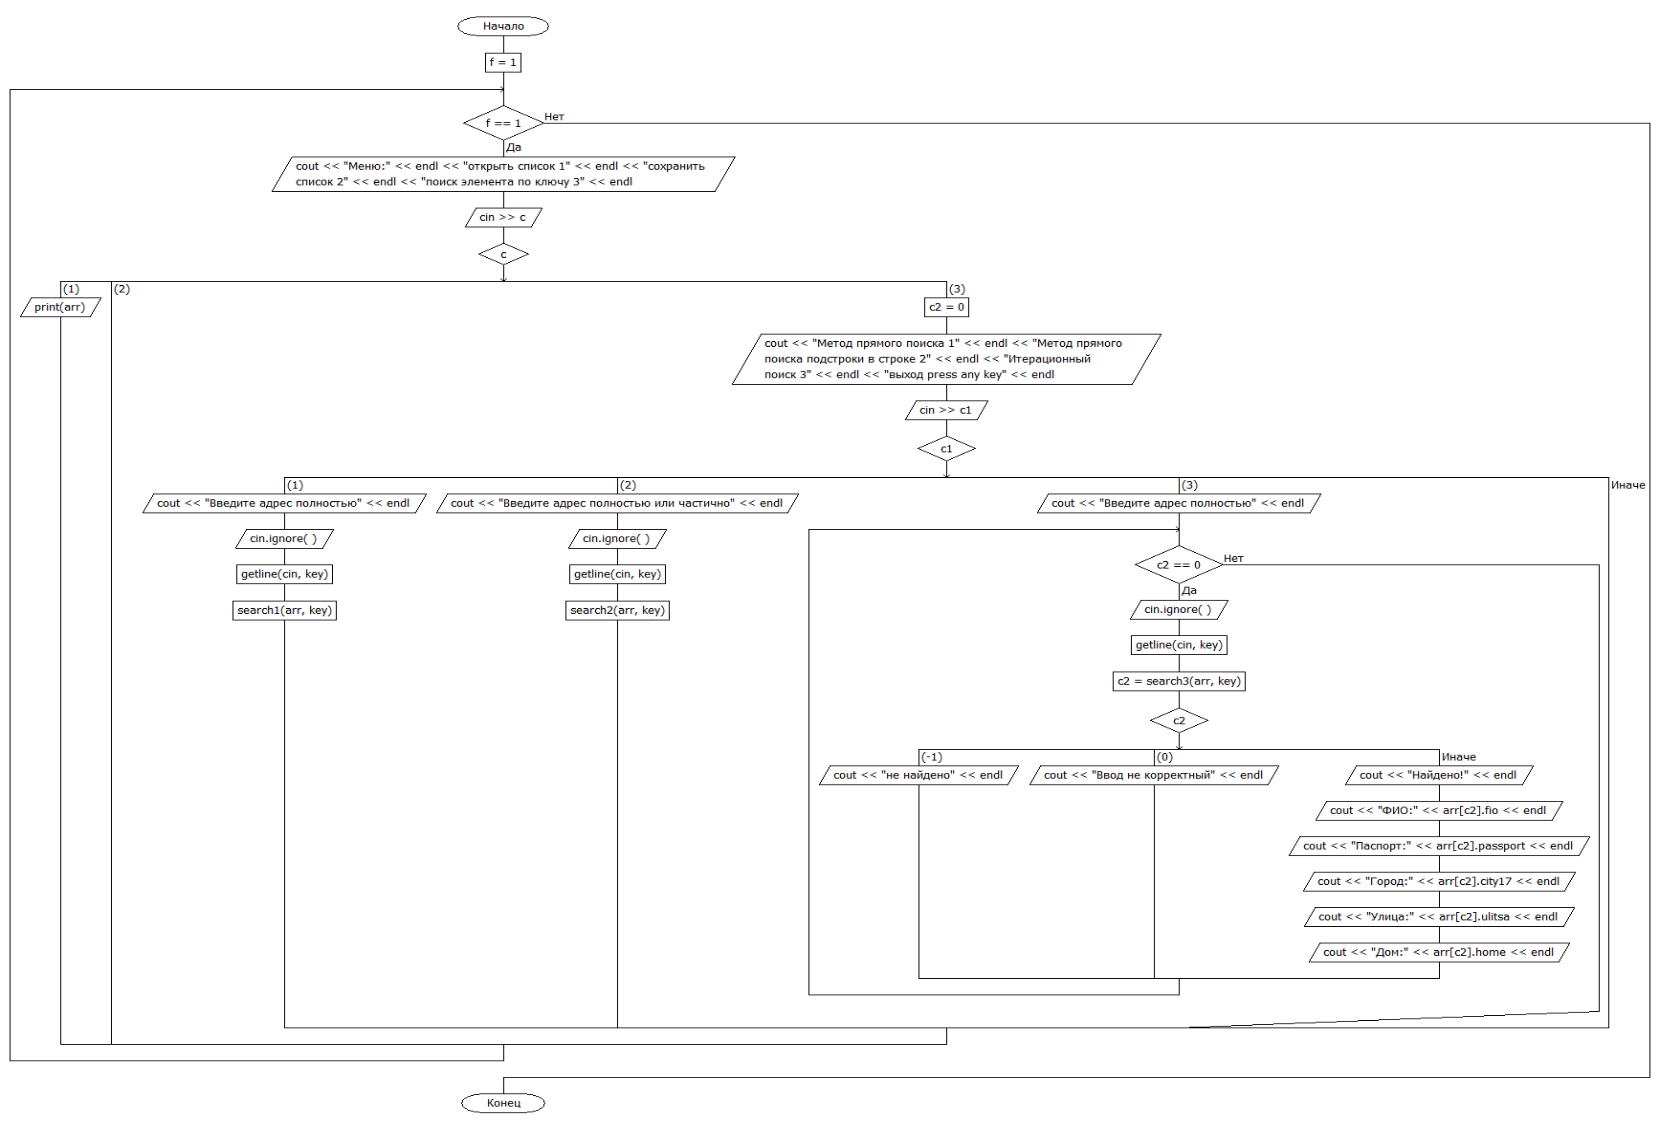 Начало
f = 1
f == 1
Нет
Да
cout << "Меню:" << endl << "открыть список 1" << endl << "сохранить
список 2" << endl << "поиск элемента по ключу 3" << endl
cin >> c
c
(1)
(2)
(3)
print(arr)
c2 = 0
cout << "Метод прямого поиска 1" << endl << "Метод прямого
поиска подстроки в строке 2" << endl << "Итерационный
поиск 3" << endl << "выход press any key" << endl
cin >> c1
c1
(1)
(2)
(3)
Иначе
cout << "Введите адрес полностью" << endl
cout << "Введите адрес полностью или частично" << endl
cout << "Введите адрес полностью" << endl
cin.ignore( )
cin.ignore( )
getline(cin, key)
getline(cin, key)
search1(arr, key)
search2(arr, key)
c2 == 0
Нет
Да
cin.ignore( )
getline(cin, key)
c2 = search3(arr, key)
c2
(-1)
(0)
Иначе
cout << "не найдено" << endl
cout << "Ввод не корректный" << endl
cout << "Найдено!" << endl
cout << "ФИО:" << arr[c2].fio << endl
cout << "Паспорт:" << arr[c2].passport << endl
cout << "Город:" << arr[c2].city17 << endl
cout << "Улица:" << arr[c2].ulitsa << endl
cout << "Дом:" << arr[c2].home << endl
Конец